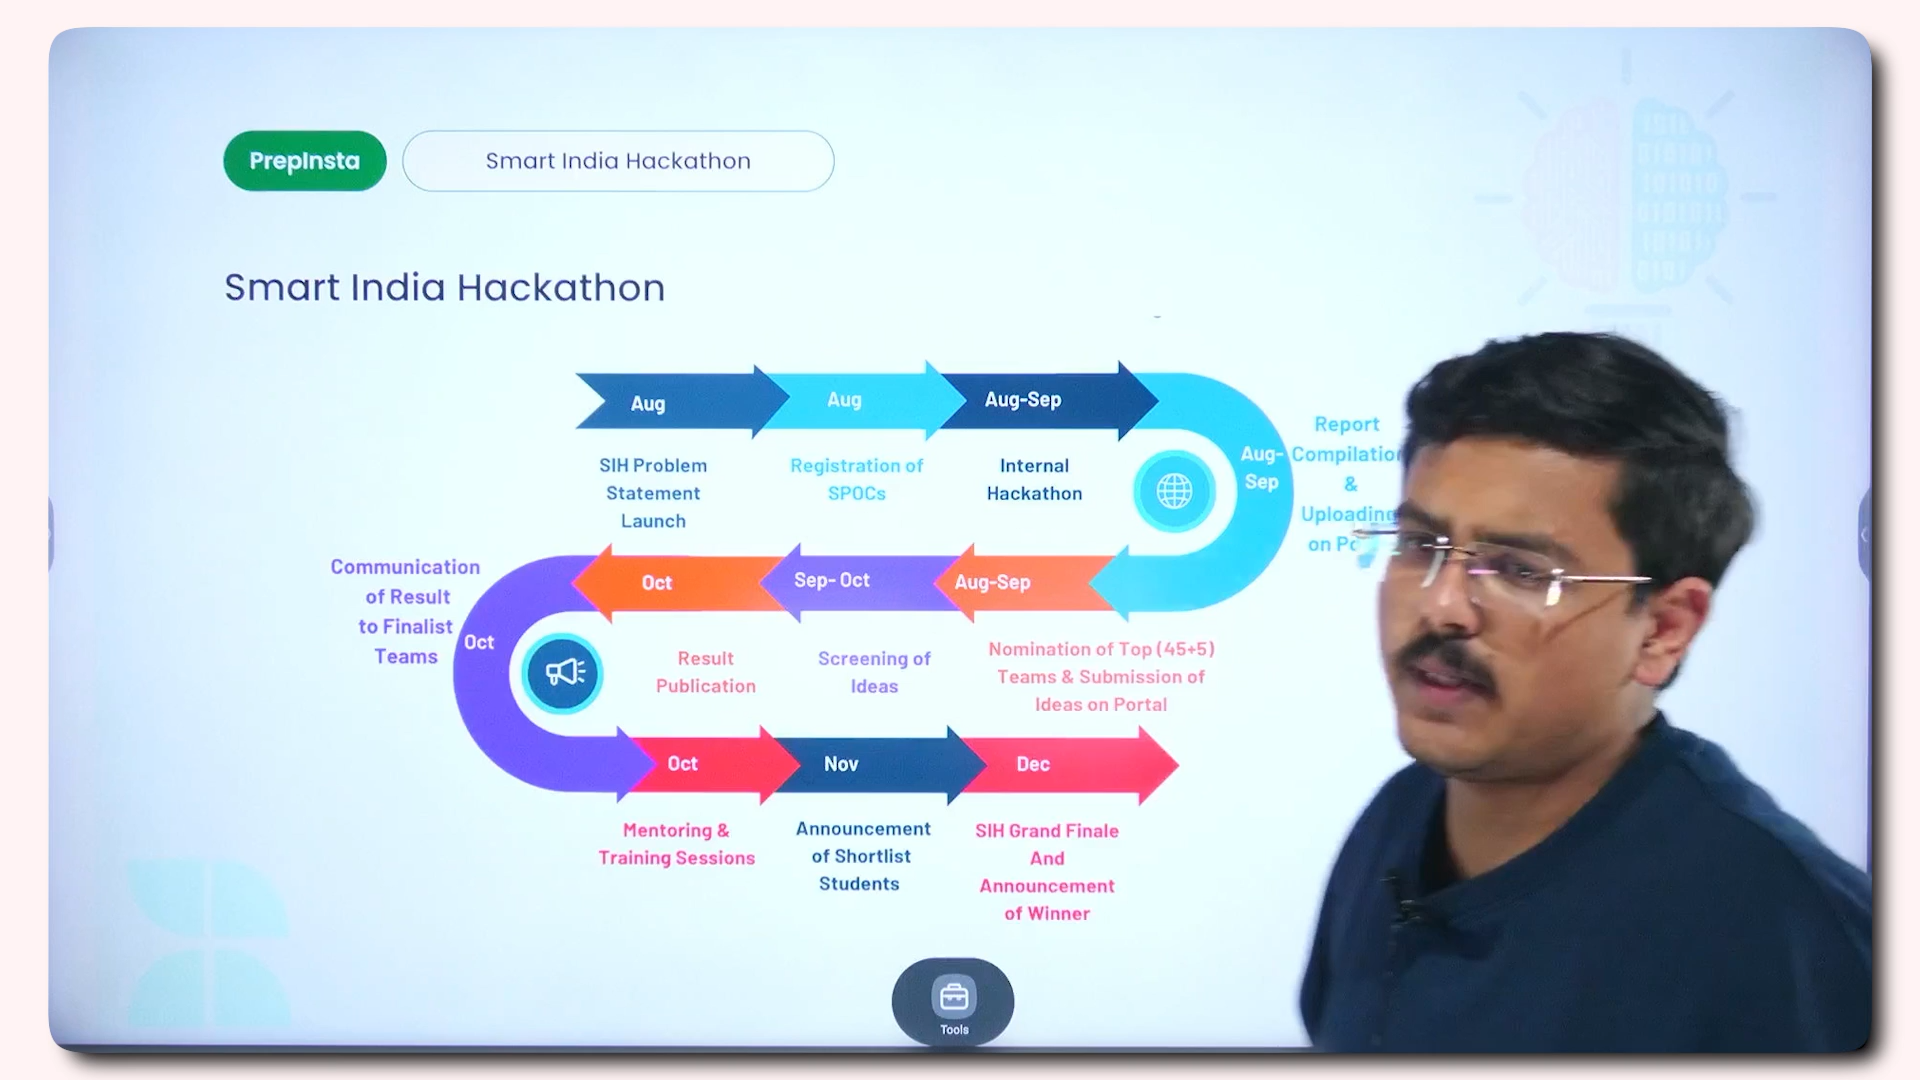 PrepInsta
Smart India Hackathon
Smart India Hackathon
Aug
Aug
Aug-Sep
SIH Problem
Statement
Launch
Registration of
SPOCs
Internal
Hackathon
Aug-
Sep
Report
Compilation
&
Uploading
on
Oct
Sep- Oct
Aug-Sep
Communication
of Result
to Finalist
Teams
Oct
Result
Publication
Screening of
Ideas
Nomination of Top (45+5)
Teams & Submission of
Ideas on Portal
Oct
Nov
Dec
Mentoring &
Training Sessions
Announcement
of Shortlist
Students
SIH Grand Finale
And
Announcement
of Winner
Tools